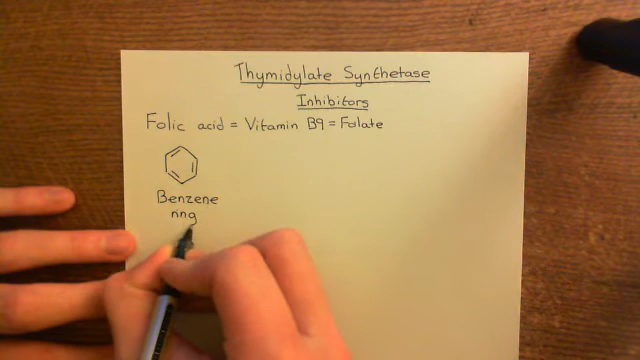 Thymidylate Synthetase
Inhibitors
Folic acid = Vitamin B9 = Folate
Benzene
ring